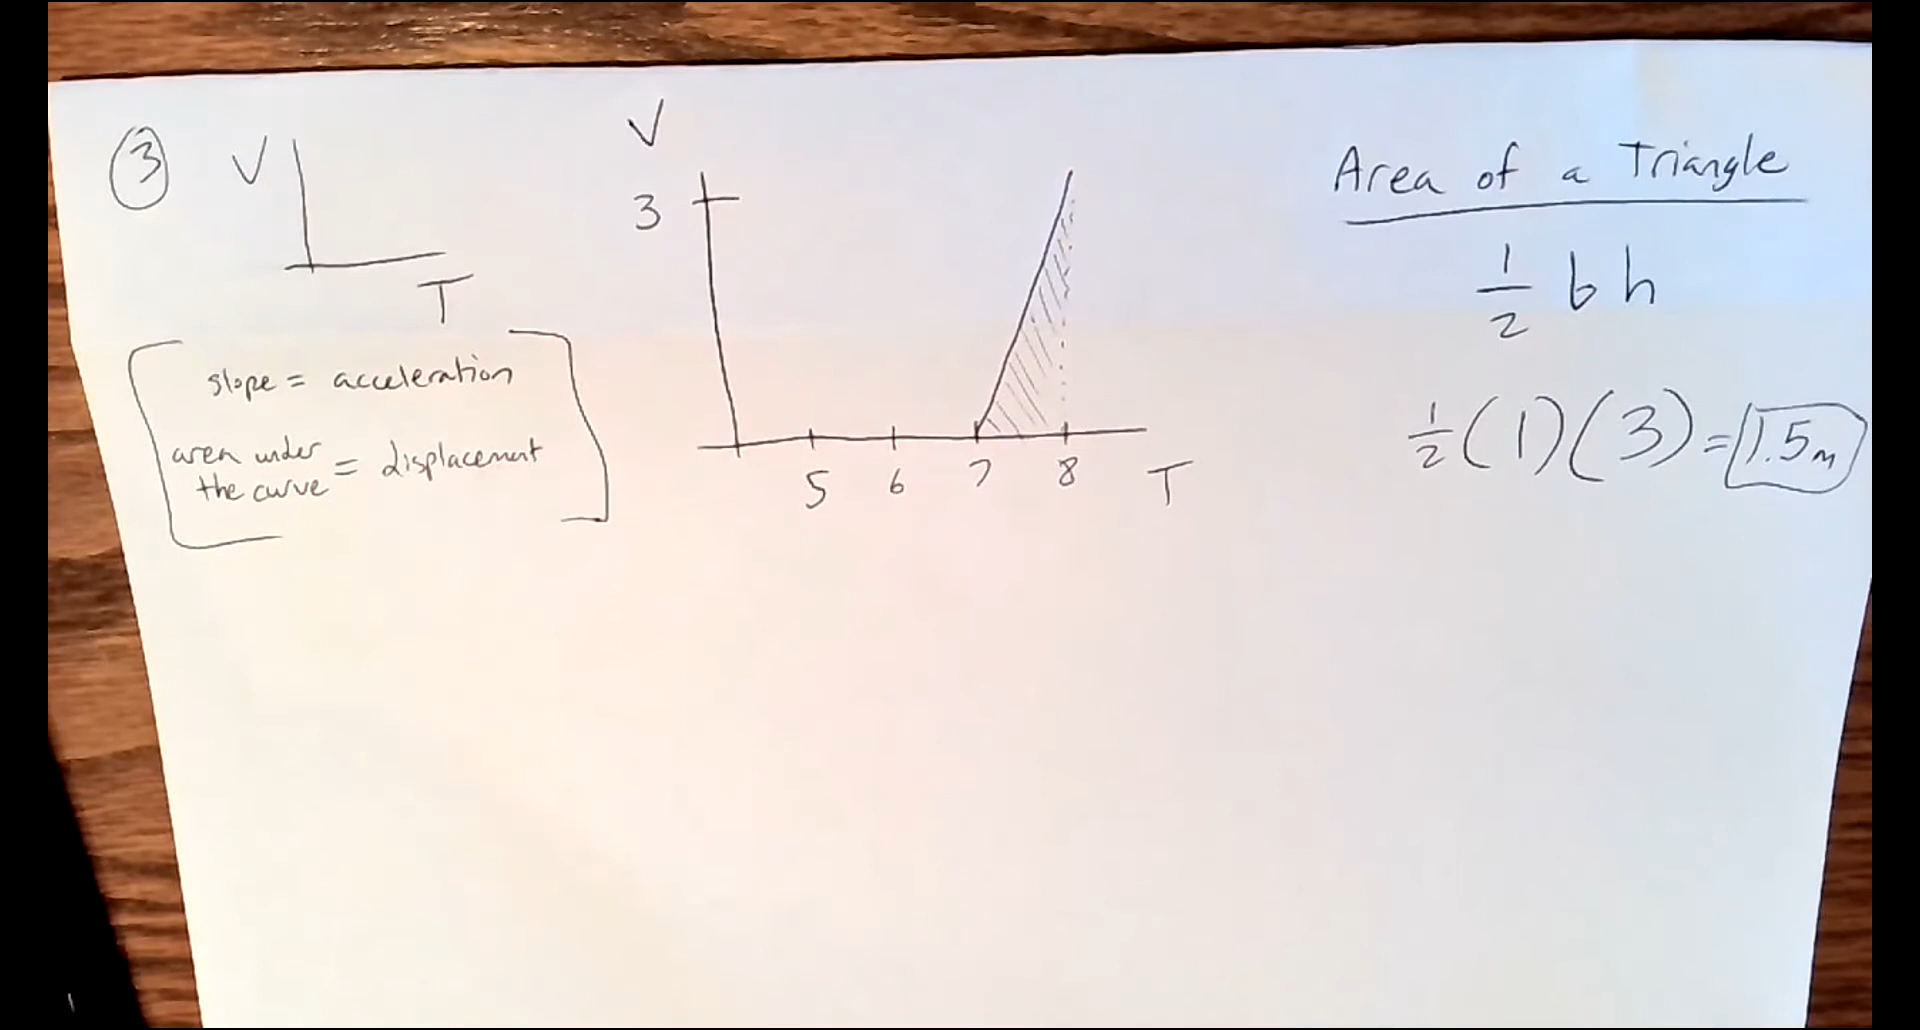 3
V
T
slope = acceleration
area under
the curve = displacement
V
3
5 6 7 8 T
Area of a Triangle
1/2 b h
1/2 (1)(3) = 1.5m